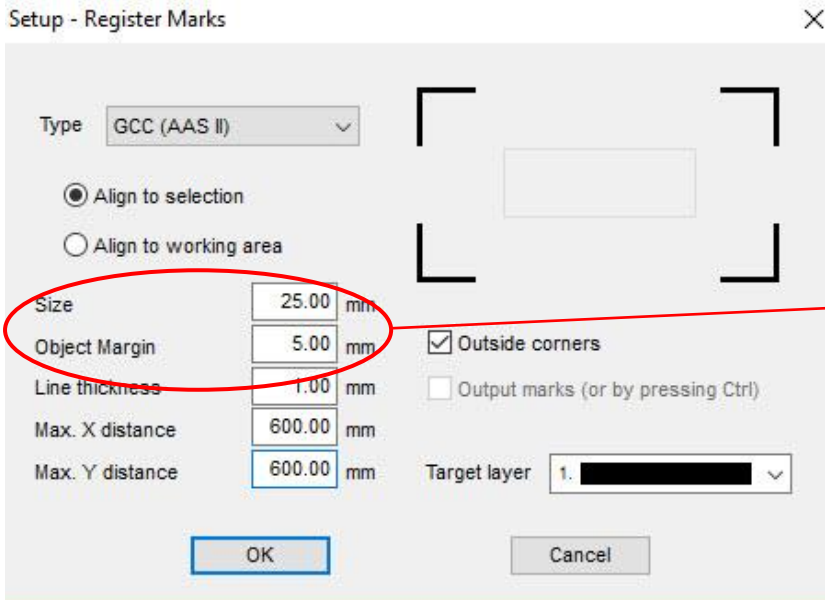 Setup - Register Marks
Type GCC (AAS II)
Align to selection
Align to working area
Size 25.00 mm
Object Margin 5.00 mm
Outside corners
Line thickness 1.00 mm
Output marks (or by pressing Ctrl)
Max. X distance 600.00 mm
Max. Y distance 600.00 mm
Target layer 1.
OK Cancel